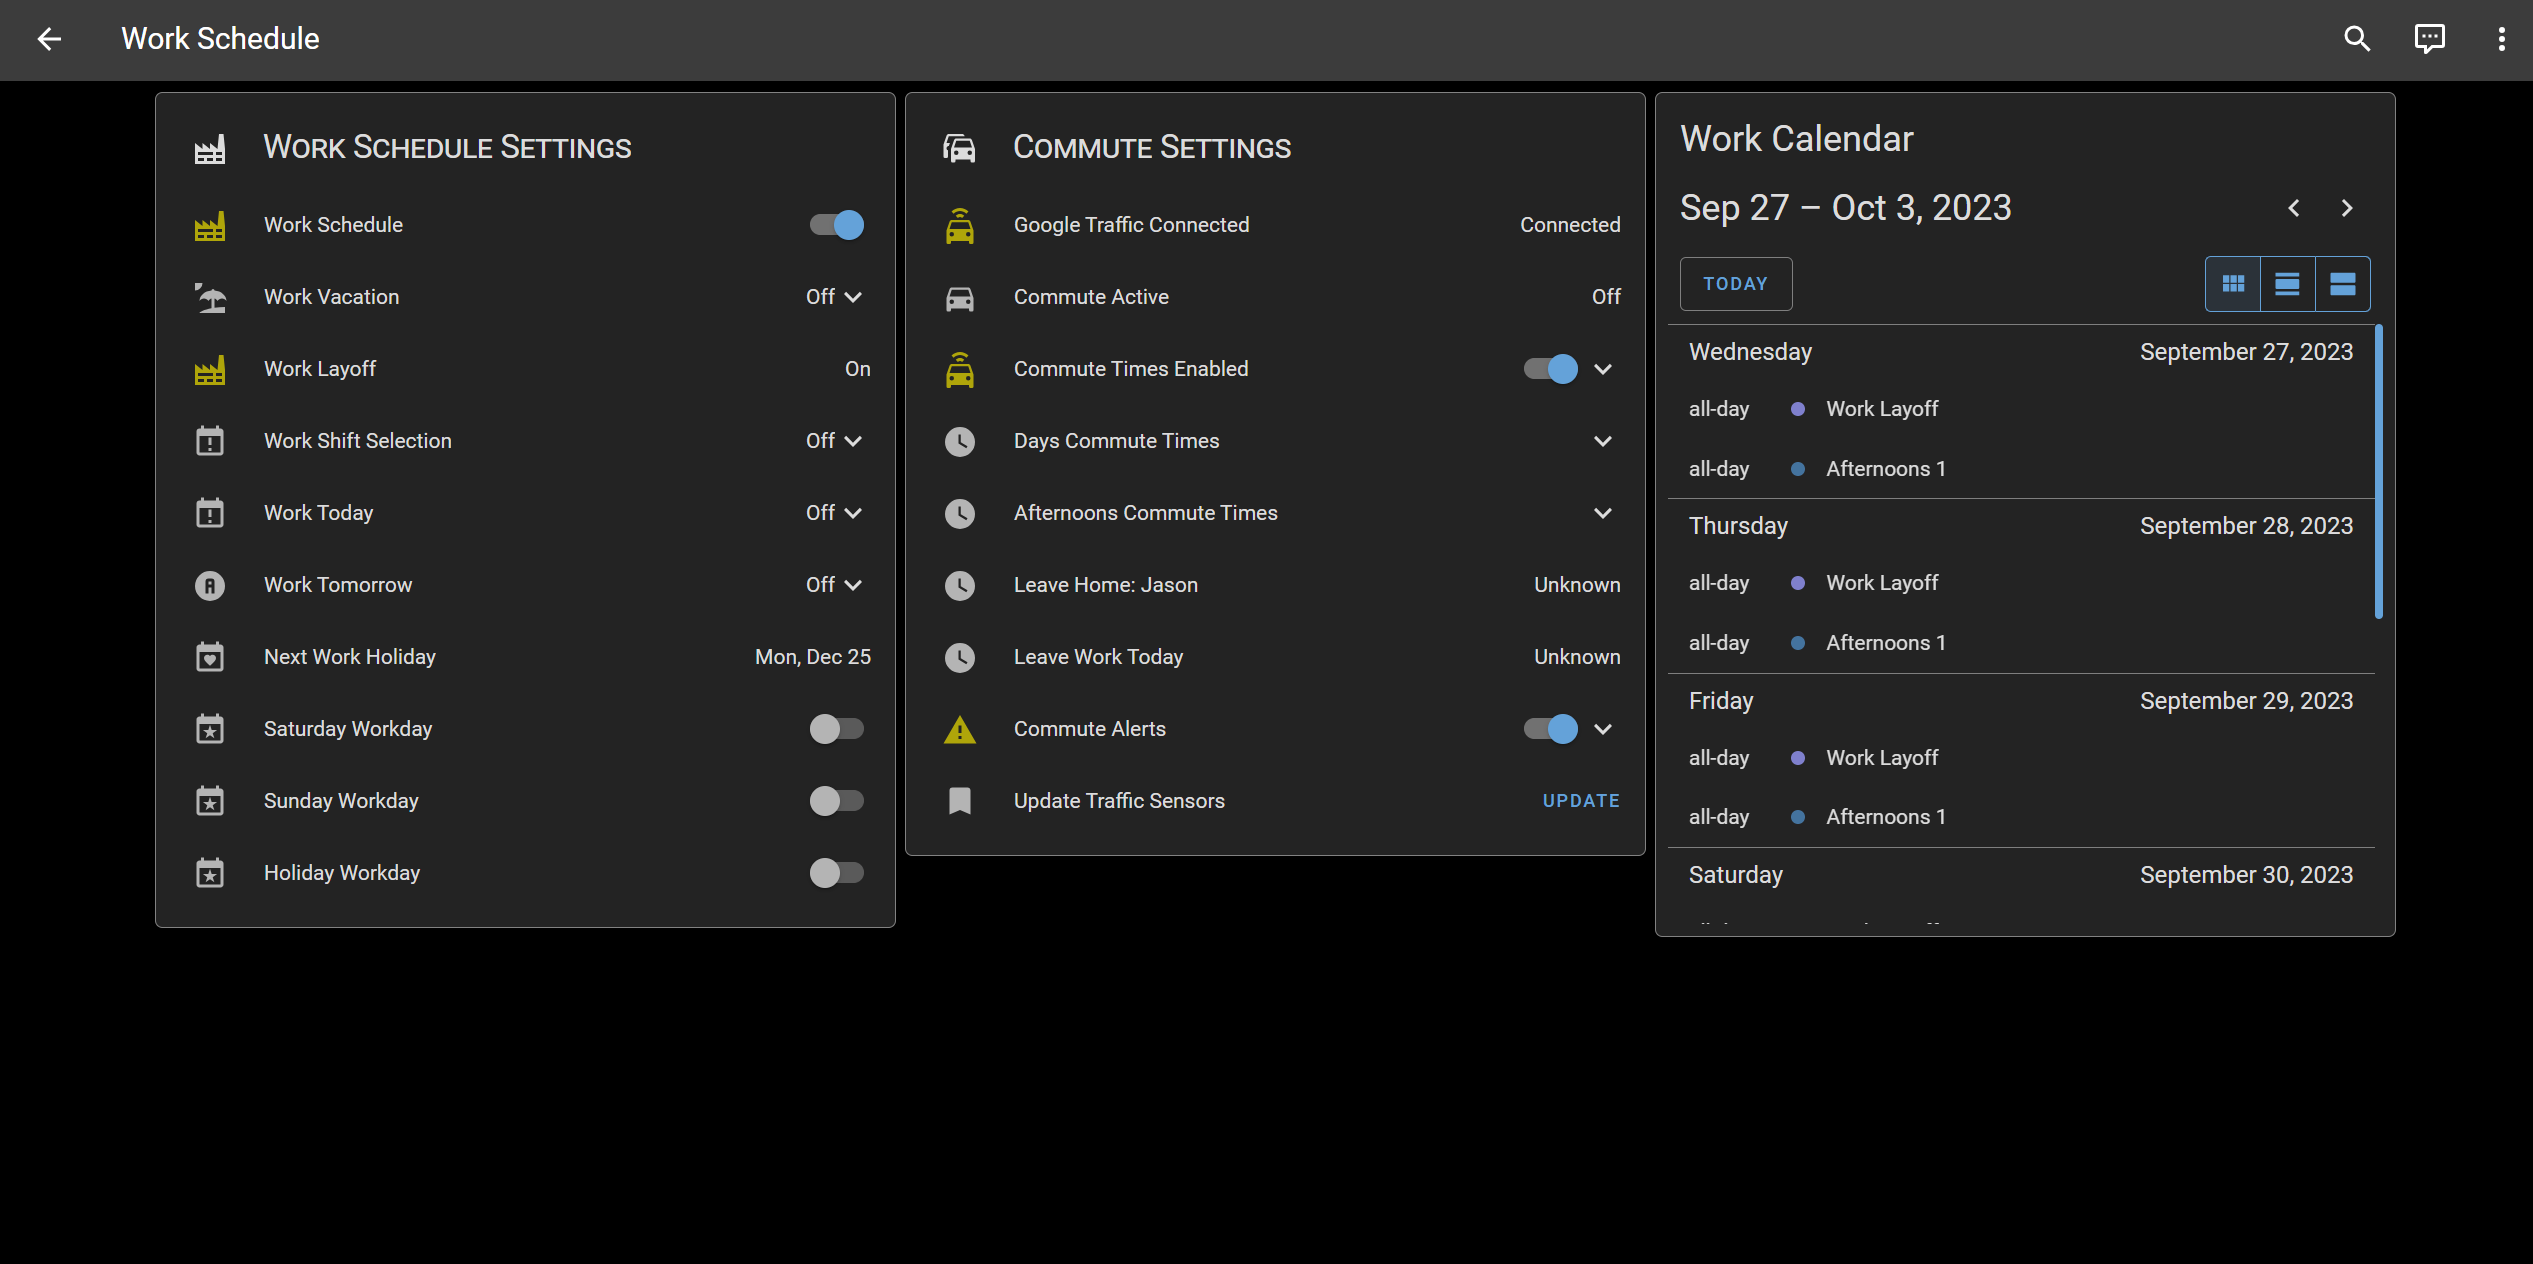 Work Schedule
Work Schedule Settings
Work Schedule
Work Vacation Off
Work Layoff On
Work Shift Selection Off
Work Today Off
Work Tomorrow Off
Next Work Holiday Mon, Dec 25
Saturday Workday
Sunday Workday
Holiday Workday
Commute Settings
Google Traffic Connected Connected
Commute Active Off
Commute Times Enabled
Days Commute Times
Afternoons Commute Times
Leave Home: Jason Unknown
Leave Work Today Unknown
Commute Alerts
Update Traffic Sensors UPDATE
Work Calendar
Sep 27 – Oct 3, 2023
TODAY
Wednesday September 27, 2023
all-day Work Layoff
all-day Afternoons 1
Thursday September 28, 2023
all-day Work Layoff
all-day Afternoons 1
Friday September 29, 2023
all-day Work Layoff
all-day Afternoons 1
Saturday September 30, 2023